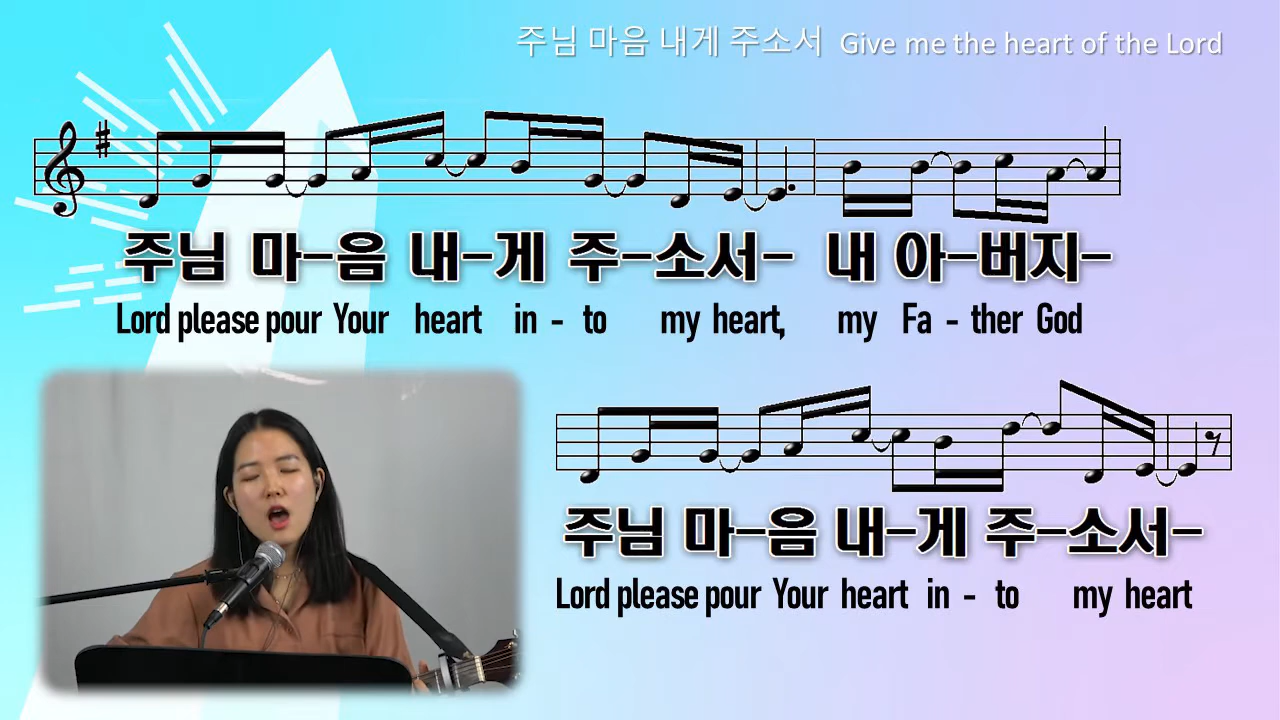 주님 마음 내게 주소서 Give me the heart of the Lord
주님 마-음 내-게 주-소서- 내 아-버지-
Lord please pour Your heart in - to my heart, my Fa - ther God
주님 마-음 내-게 주-소서-
Lord please pour Your heart in - to my heart